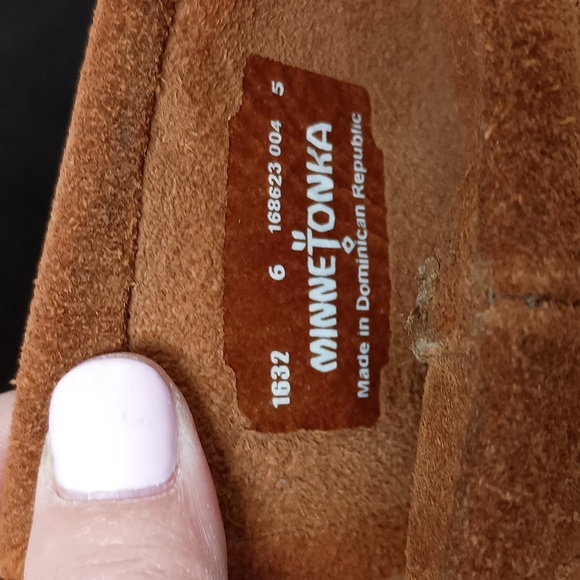 1632 6 168623 004 5
MINNETONKA
Made in Dominican Republic